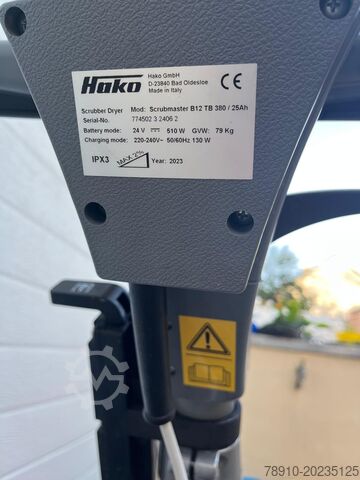 Hako
Hako GmbH
D-23840 Bad Oldesloe
Made in Italy
CE
Scrubber Dryer Mod: Scrubmaster B12 TB 380 / 25Ah
Serial-No. 774502 3 2406 2
Battery mode: 24 V 510 W GVW: 79 Kg
Charging mode: 220-240V~ 50/60Hz 130 W
IPX3 MAX 2% Year: 2023
MACHINERYLINE
78910-20235125